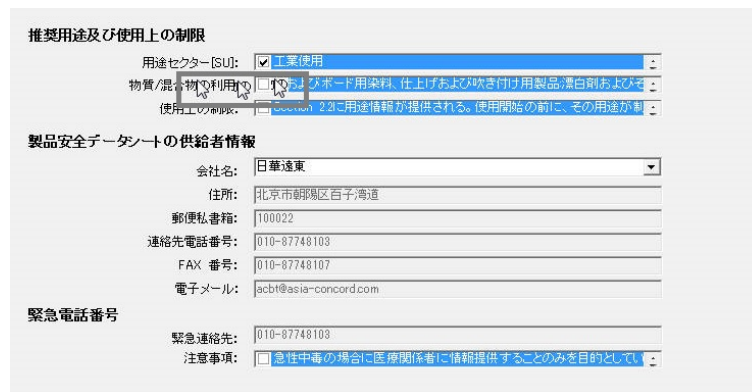 推奨用途及び使用上の制限
用途セクター[SU]: 工業使用
物質/混合物の利用 およびボード用染料、仕上げおよび吹き付け用製品:漂白剤およびそ
使用上の制限: Section 2.2に用途情報が提供される。使用開始の前に、その用途が制
製品安全データシートの供給者情報
会社名: 日華遠東
住所: 北京市朝陽区百子湾道
郵便私書箱: 100022
連絡先電話番号: 010-87748103
FAX 番号: 010-87748107
電子メール: acbt@asia-concord.com
緊急電話番号
緊急連絡先: 010-87748103
注意事項: 急性中毒の場合に医療関係者に情報提供することのみを目的としてい